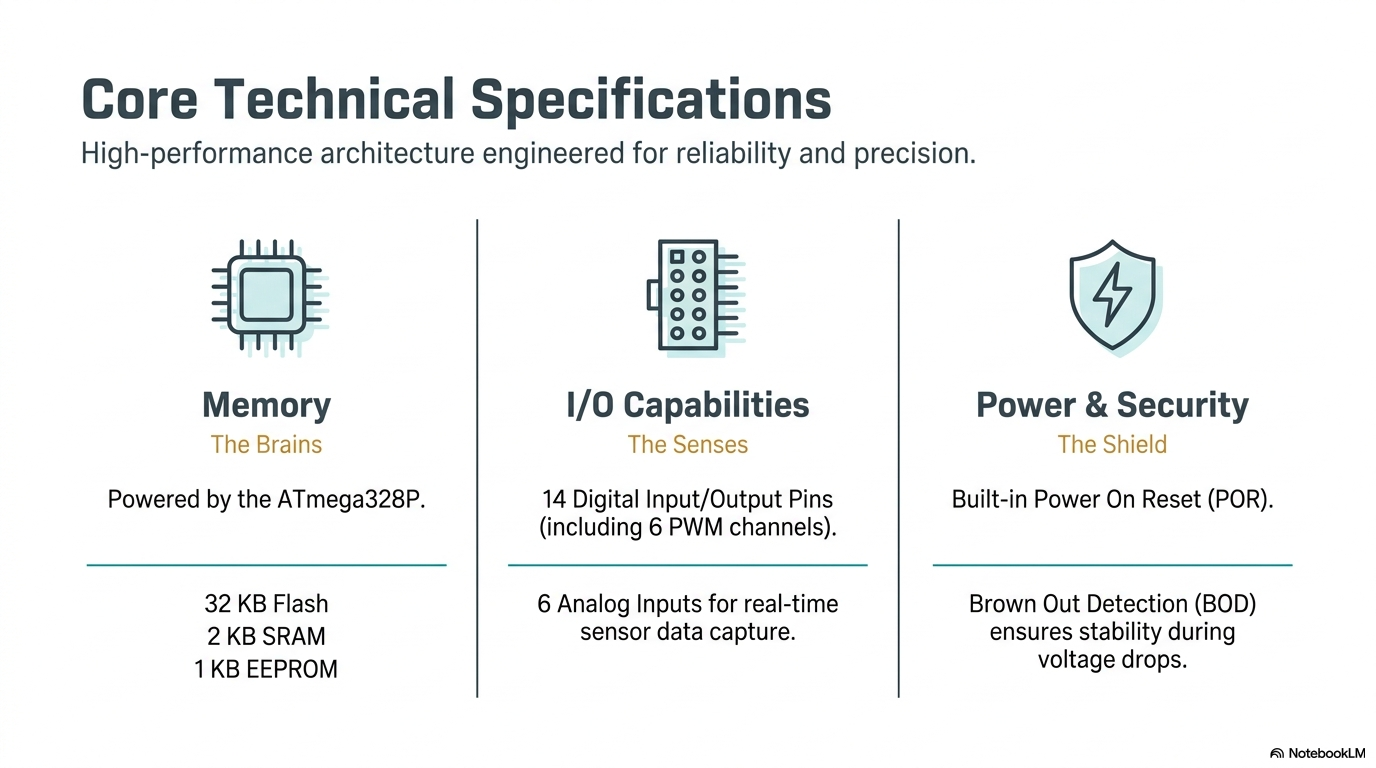 Core Technical Specifications
High-performance architecture engineered for reliability and precision.
Memory
The Brains
Powered by the ATmega328P.
32 KB Flash
2 KB SRAM
1 KB EEPROM
I/O Capabilities
The Senses
14 Digital Input/Output Pins
(including 6 PWM channels).
6 Analog Inputs for real-time
sensor data capture.
Power & Security
The Shield
Built-in Power On Reset (POR).
Brown Out Detection (BOD)
ensures stability during
voltage drops.
NotebookLM